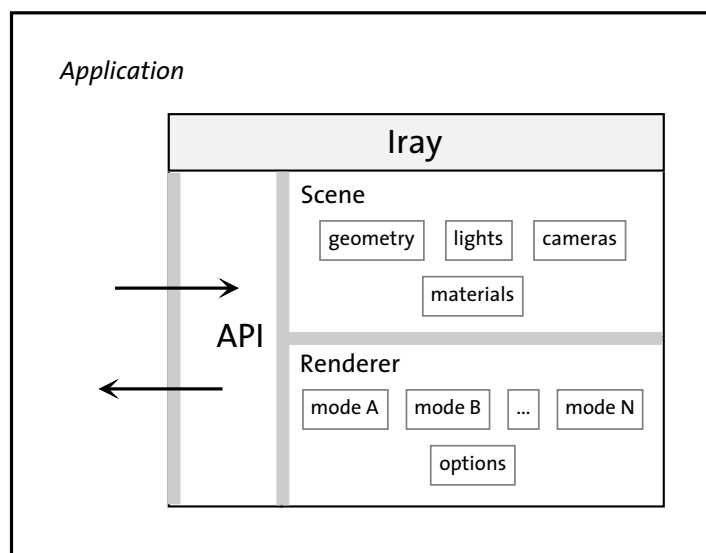 Application
Iray
Scene
geometry lights cameras
materials
API
Renderer
mode A mode B ... mode N
options